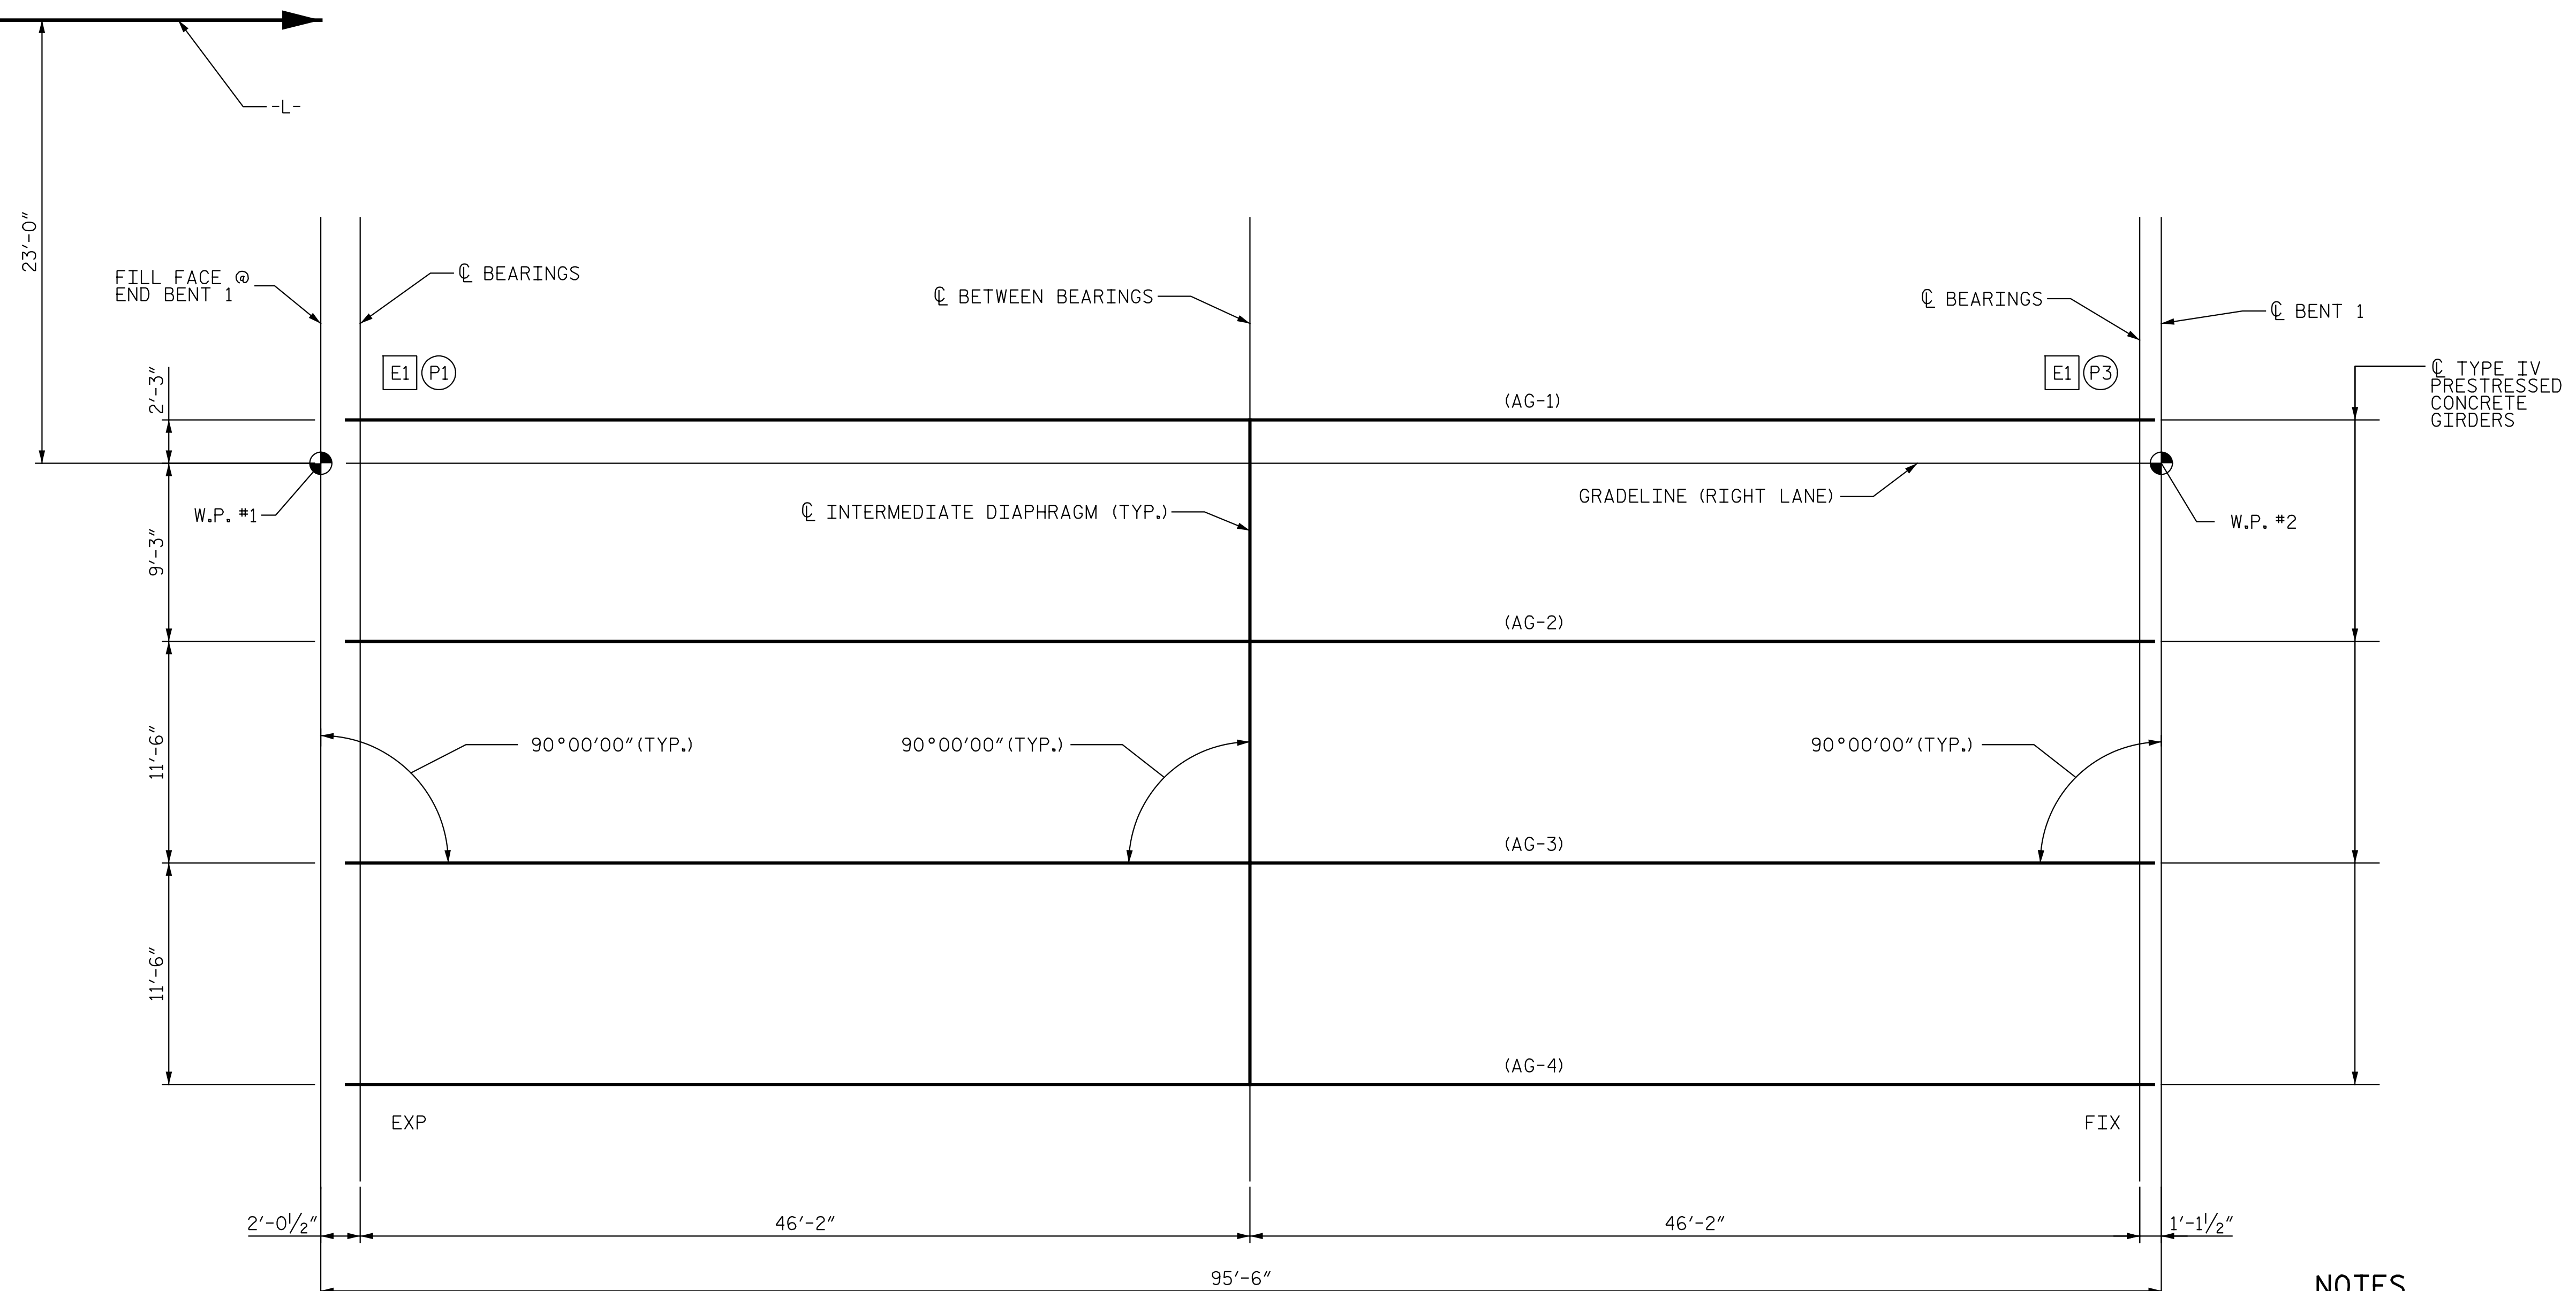 -L-
23'-0"
FILL FACE @
END BENT 1
℄ BEARINGS
℄ BETWEEN BEARINGS
℄ BEARINGS
℄ BENT 1
2'-3"
E1 P1
E1 P3
℄ TYPE IV
PRESTRESSED
CONCRETE
GIRDERS
(AG-1)
W.P. #1
℄ INTERMEDIATE DIAPHRAGM (TYP.)
GRADELINE (RIGHT LANE)
W.P. #2
9'-3"
(AG-2)
11'-6"
90°00'00"(TYP.)
90°00'00"(TYP.)
90°00'00"(TYP.)
(AG-3)
11'-6"
(AG-4)
EXP
FIX
2'-0½"
46'-2"
46'-2"
1'-1½"
95'-6"
NOTES